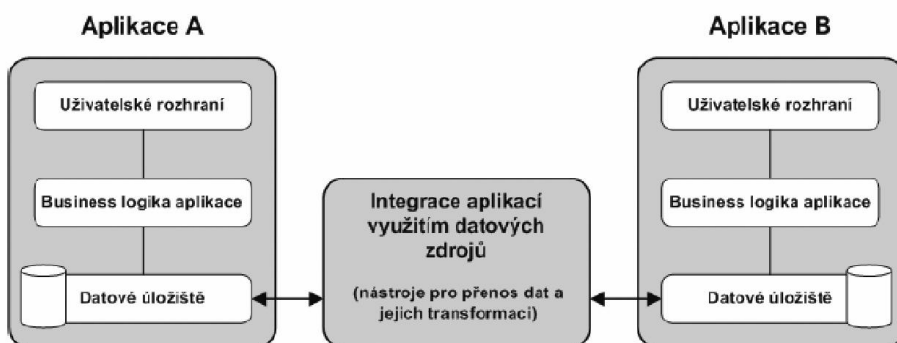 Aplikace A
Uživatelské rozhraní
Business logika aplikace
Datové úložiště
Integrace aplikací
využitím datových
zdrojů
(nástroje pro přenos dat a
jejich transformaci)
Aplikace B
Uživatelské rozhraní
Business logika aplikace
Datové úložiště